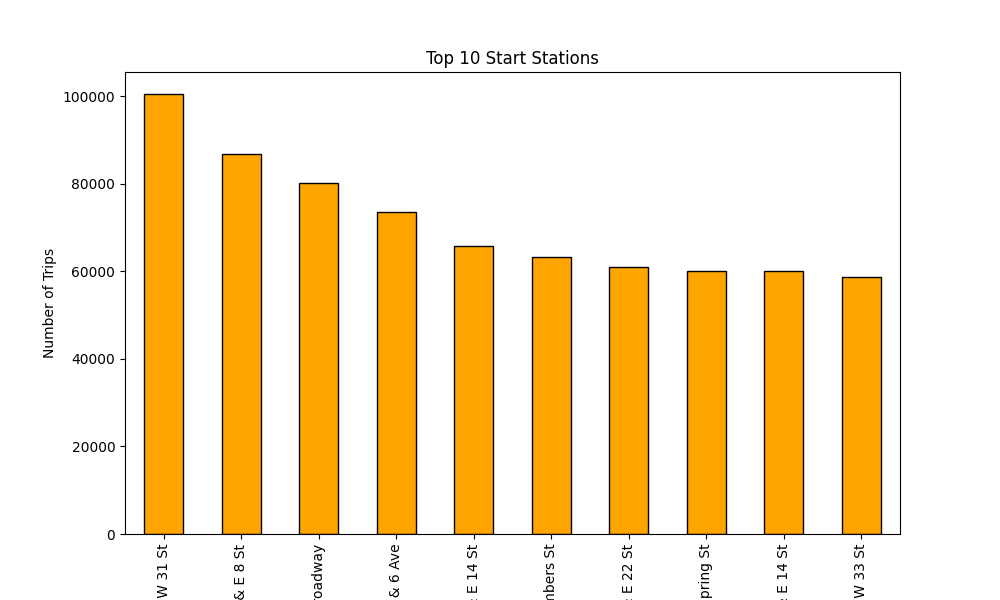 Top 10 Start Stations
100000
80000
60000
40000
20000
0
Number of Trips
W 31 St
& E 8 St
roadway
& 6 Ave
E 14 St
mbers St
E 22 St
pring St
E 14 St
W 33 St